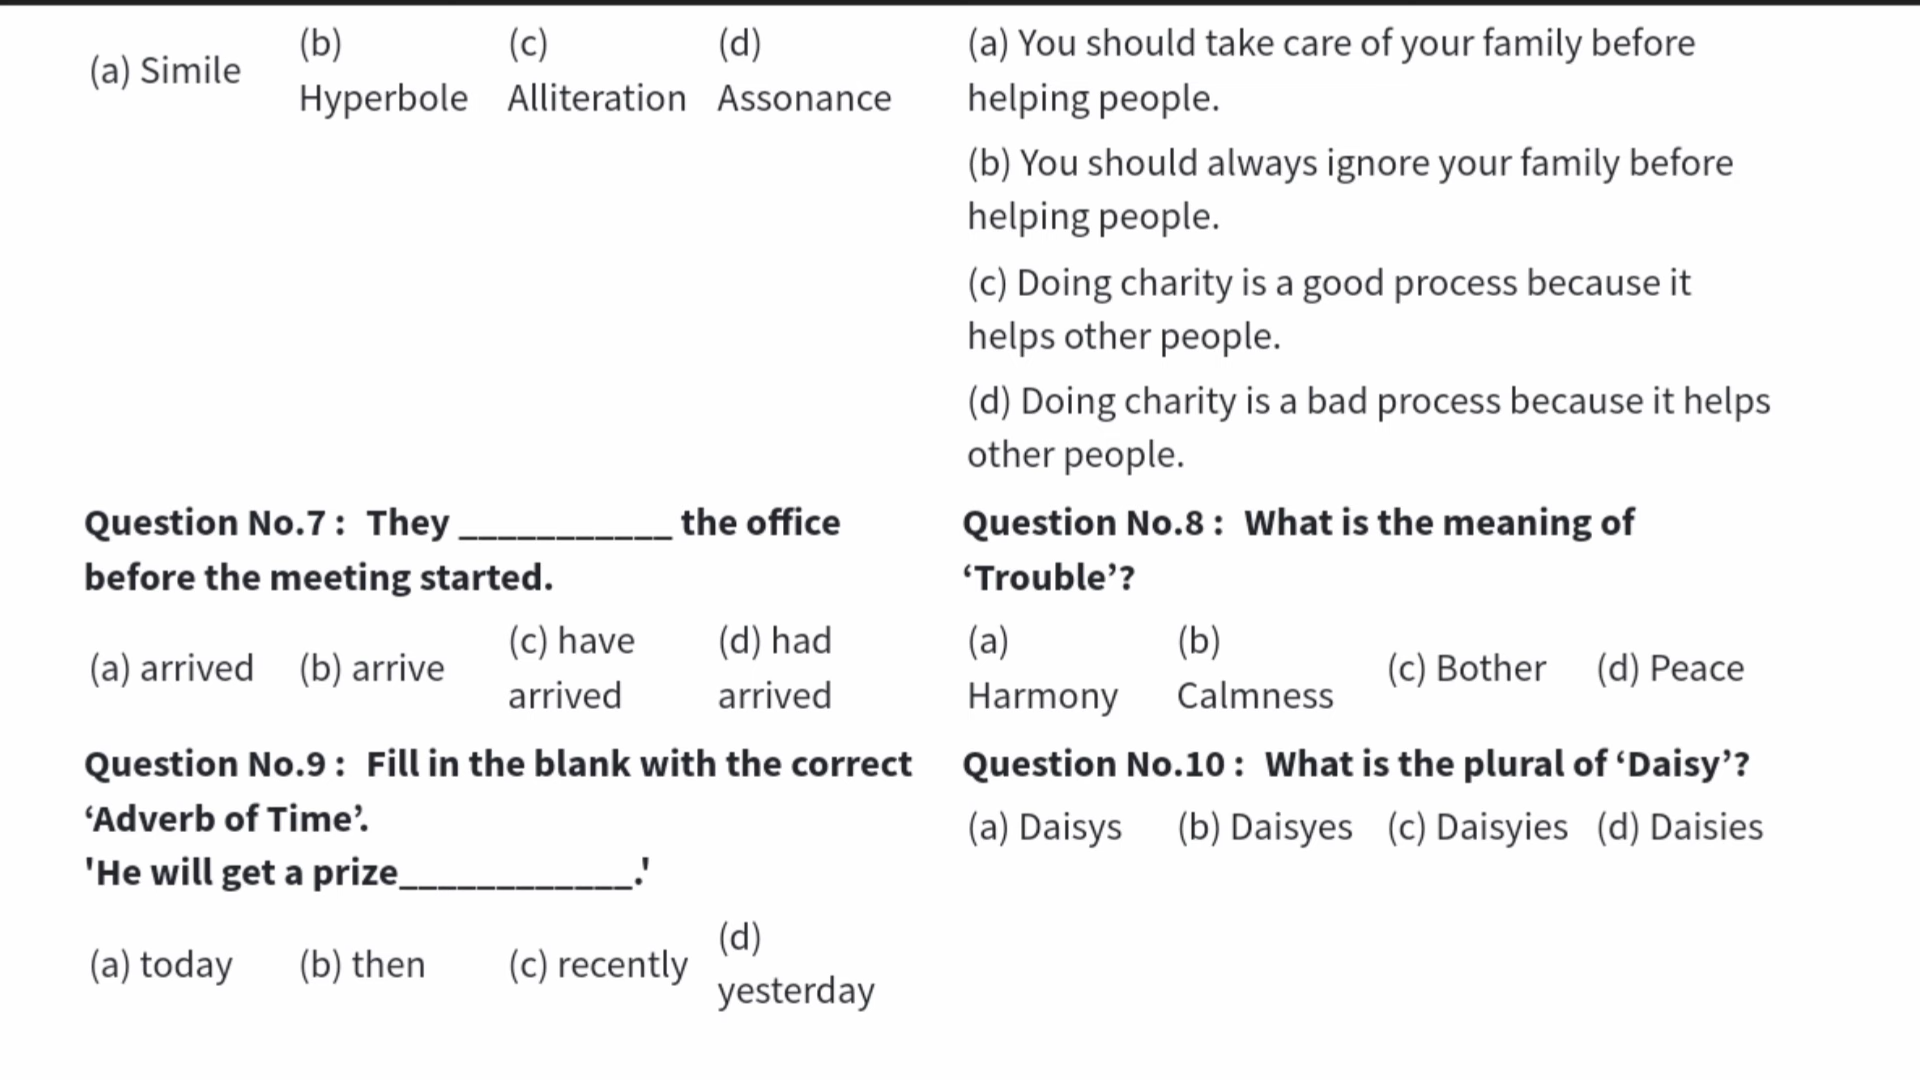 (a) Simile
(b)
Hyperbole
(c)
Alliteration
(d)
Assonance
(a) You should take care of your family before
helping people.
(b) You should always ignore your family before
helping people.
(c) Doing charity is a good process because it
helps other people.
(d) Doing charity is a bad process because it helps
other people.
Question No.7 : They ___________ the office
before the meeting started.
(a) arrived
(b) arrive
(c) have
arrived
(d) had
arrived
Question No.8 : What is the meaning of
‘Trouble’?
(a)
Harmony
(b)
Calmness
(c) Bother
(d) Peace
Question No.9 : Fill in the blank with the correct
‘Adverb of Time’.
'He will get a prize____________.'
(a) today
(b) then
(c) recently
(d)
yesterday
Question No.10 : What is the plural of ‘Daisy’?
(a) Daisys
(b) Daisyes
(c) Daisyies
(d) Daisies